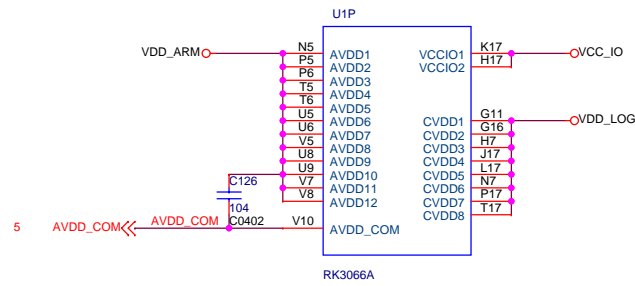 U1P
VDD_ARM N5 AVDD1 VCCIO1 K17 VCC_IO
P5 AVDD2 VCCIO2 H17
P6 AVDD3
T5 AVDD4
T6 AVDD5
U5 AVDD6 CVDD1 G11 VDD_LOG
U6 AVDD7 CVDD2 G16
V5 AVDD8 CVDD3 H7
U8 AVDD9 CVDD4 J17
U9 AVDD10 CVDD5 L17
C126 V7 AVDD11 CVDD6 N7
104 V8 AVDD12 CVDD7 P17
CVDD8 T17
5 AVDD_COM AVDD_COM C0402 V10 AVDD_COM
RK3066A